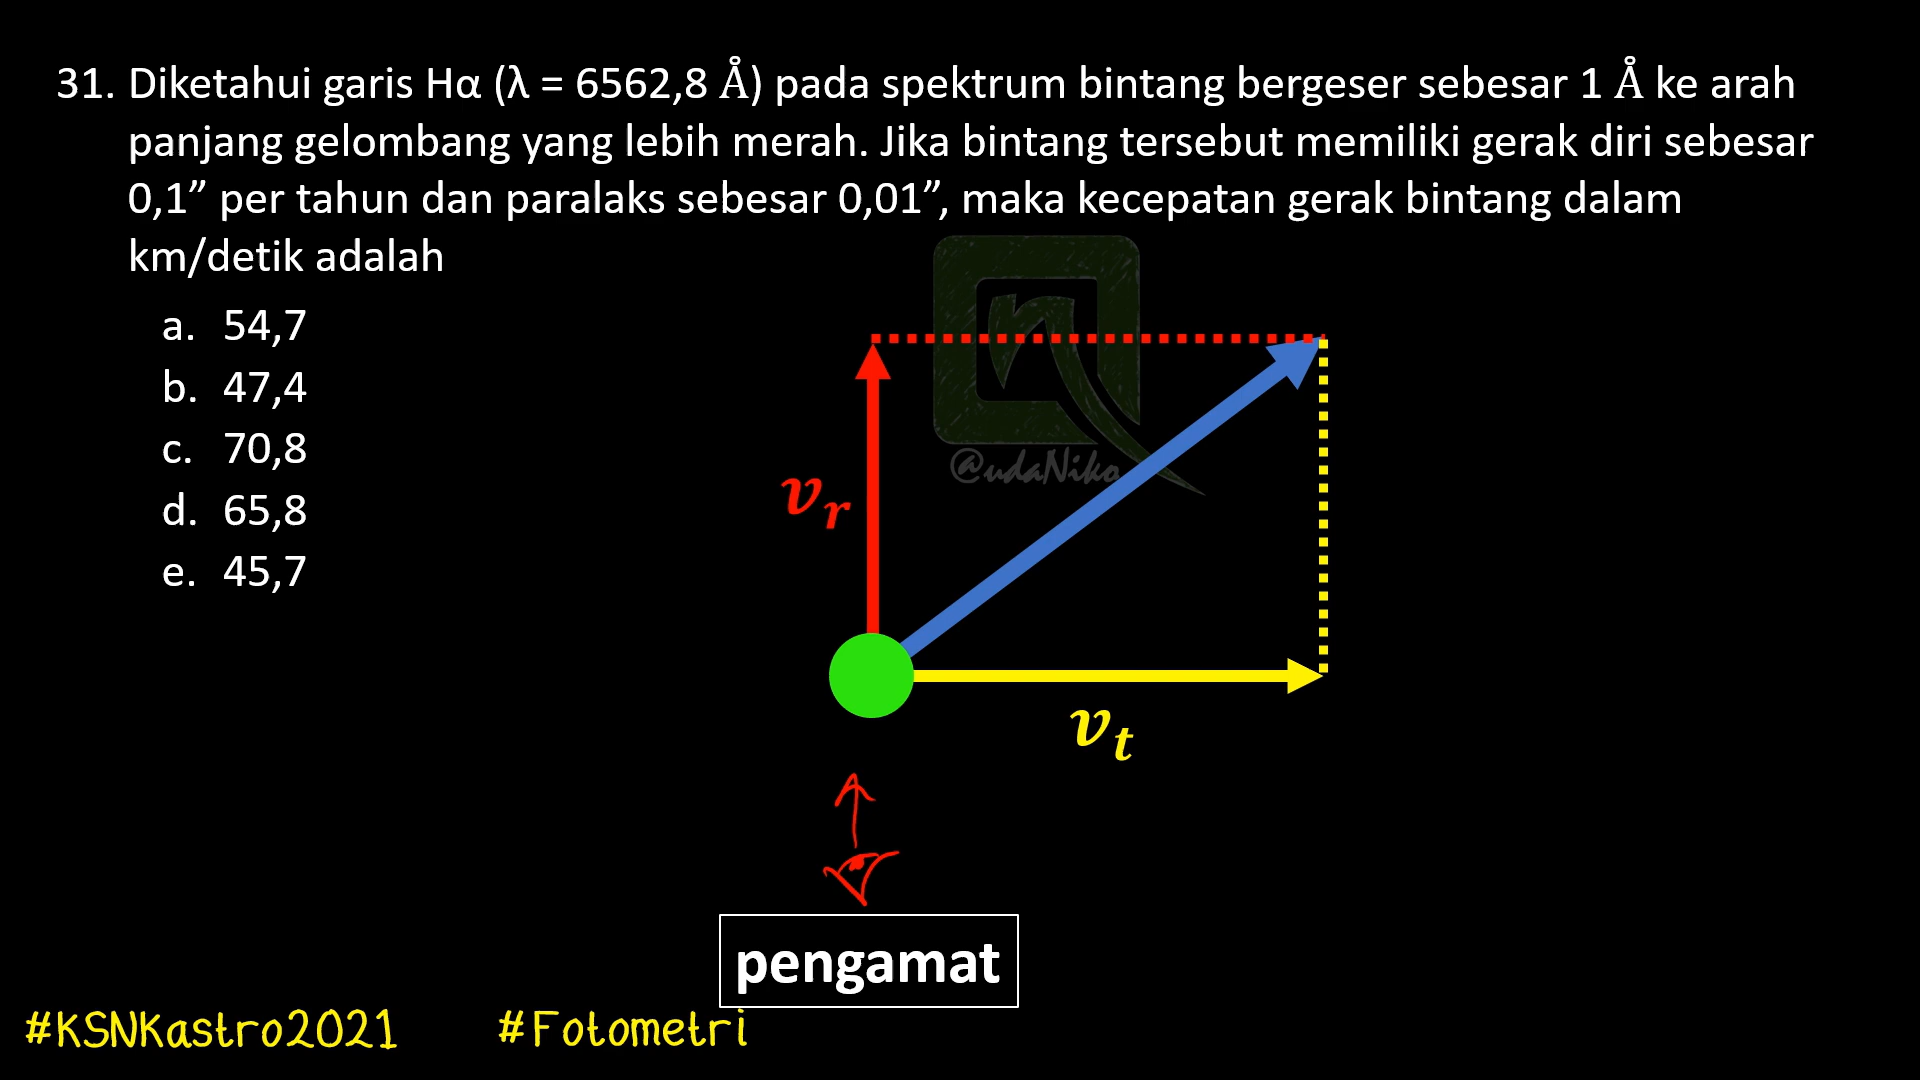 31. Diketahui garis Hα (λ = 6562,8 Å) pada spektrum bintang bergeser sebesar 1 Å ke arah
panjang gelombang yang lebih merah. Jika bintang tersebut memiliki gerak diri sebesar
0,1” per tahun dan paralaks sebesar 0,01”, maka kecepatan gerak bintang dalam
km/detik adalah
a. 54,7
b. 47,4
c. 70,8
d. 65,8
e. 45,7
@udaNiko
v_r
v_t
pengamat
#KSNKastro2021 #Fotometri